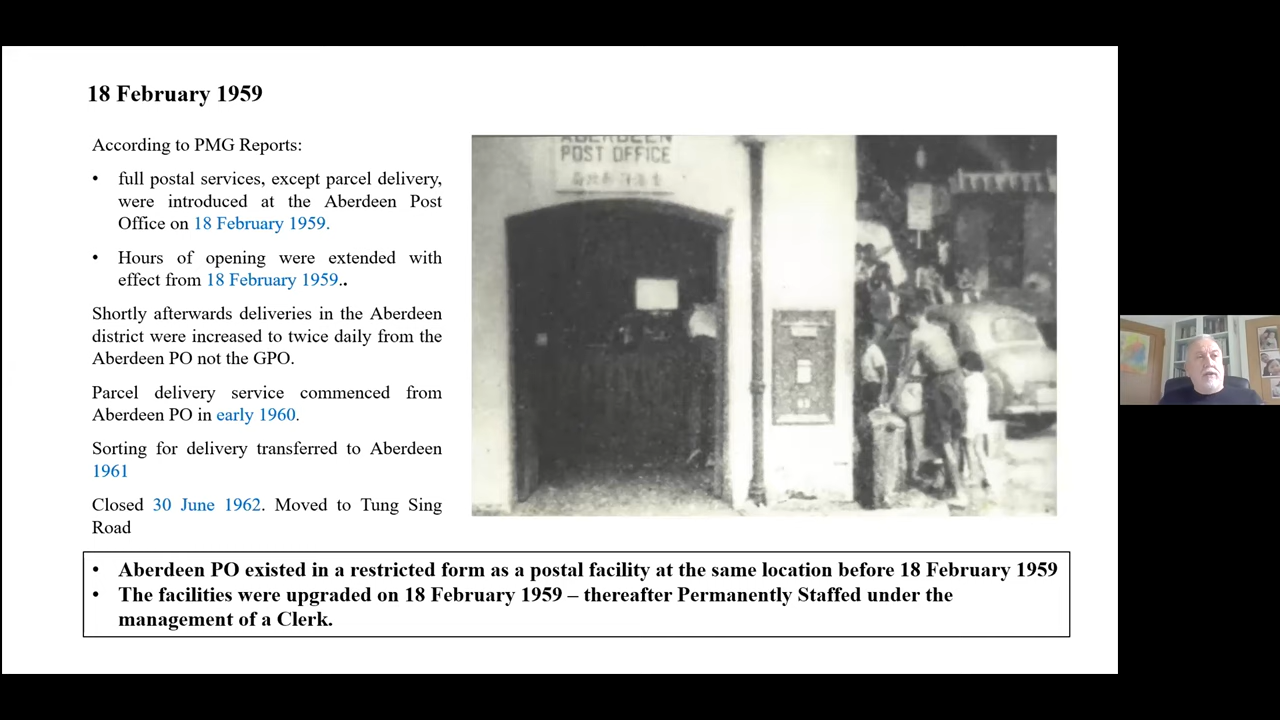 18 February 1959
According to PMG Reports:
• full postal services, except parcel delivery,
were introduced at the Aberdeen Post
Office on 18 February 1959.
• Hours of opening were extended with
effect from 18 February 1959..
Shortly afterwards deliveries in the Aberdeen
district were increased to twice daily from the
Aberdeen PO not the GPO.
Parcel delivery service commenced from
Aberdeen PO in early 1960.
Sorting for delivery transferred to Aberdeen
1961
Closed 30 June 1962. Moved to Tung Sing
Road
ABERDEEN
POST OFFICE
• Aberdeen PO existed in a restricted form as a postal facility at the same location before 18 February 1959
• The facilities were upgraded on 18 February 1959 – thereafter Permanently Staffed under the
management of a Clerk.